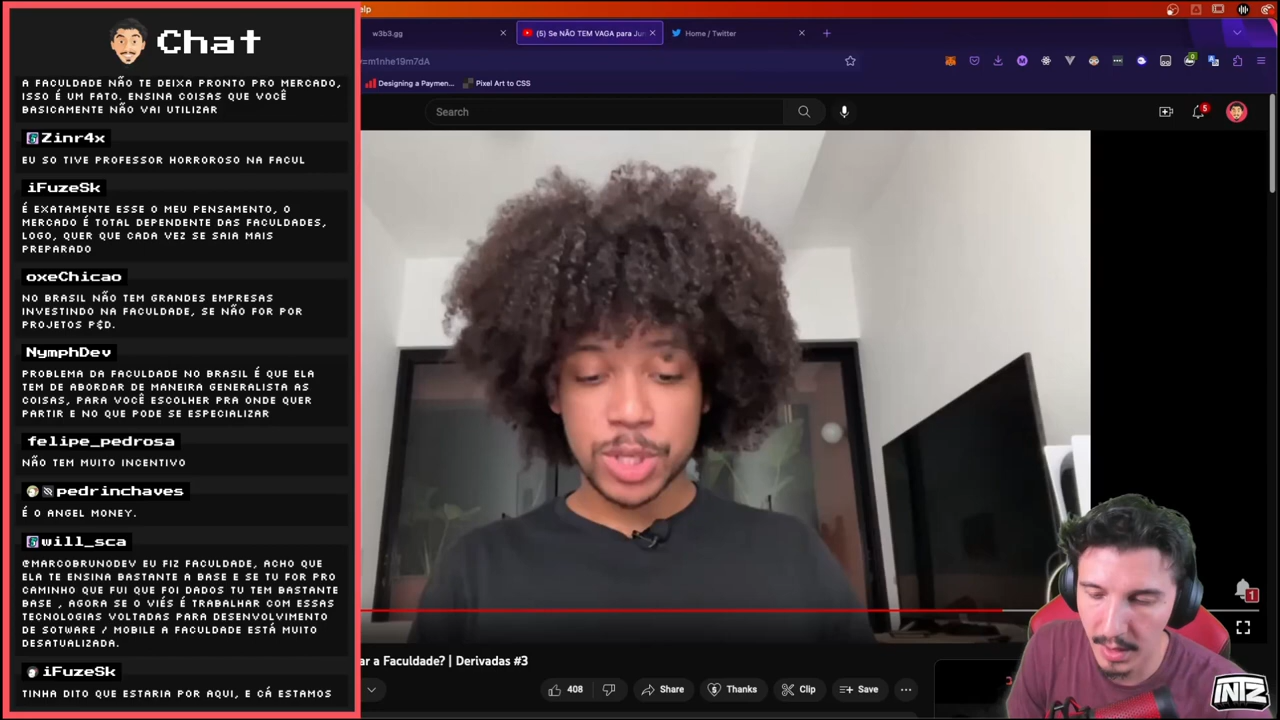 Chat
A FACULDADE NÃO TE DEIXA PRONTO PRO MERCADO,
ISSO É UM FATO. ENSINA COISAS QUE VOCÊ
BASICAMENTE NÃO VAI UTILIZAR
Zinr4x
EU SO TIVE PROFESSOR HORROROSO NA FACUL
iFuzeSk
É EXATAMENTE ESSE O MEU PENSAMENTO, O
MERCADO É TOTAL DEPENDENTE DAS FACULDADES,
LOGO, QUER QUE CADA VEZ SE SAIA MAIS
PREPARADO
oxeChicao
NO BRASIL NÃO TEM GRANDES EMPRESAS
INVESTINDO NA FACULDADE, SE NÃO FOR POR
PROJETOS P&D.
NymphDev
PROBLEMA DA FACULDADE NO BRASIL É QUE ELA
TEM DE ABORDAR DE MANEIRA GENERALISTA AS
COISAS, PARA VOCÊ ESCOLHER PRA ONDE QUER
PARTIR E NO QUE PODE SE ESPECIALIZAR
felipe_pedrosa
NÃO TEM MUITO INCENTIVO
pedrinchaves
É O ANGEL MONEY.
will_sca
@MARCOBRUNODEV EU FIZ FACULDADE, ACHO QUE
ELA TE ENSINA BASTANTE A BASE E SE TU FOR PRO
CAMINHO QUE FUI QUE FOI DADOS TU TEM BASTANTE
BASE , AGORA SE O VIÉS É TRABALHAR COM ESSAS
TECNOLOGIAS VOLTADAS PARA DESENVOLVIMENTO
DE SOTWARE / MOBILE A FACULDADE ESTÁ MUITO
DESATUALIZADA.
iFuzeSk
TINHA DITO QUE ESTARIA POR AQUI, E CÁ ESTAMOS
elp
w3b3.gg
(5) Se NÃO TEM VAGA para Jun
Home / Twitter
=m1nhe19m7dA
Designing a Paymen...
Pixel Art to CSS
Search
5
1
ar a Faculdade? | Derivadas #3
408
Share
Thanks
Clip
Save
INTZ